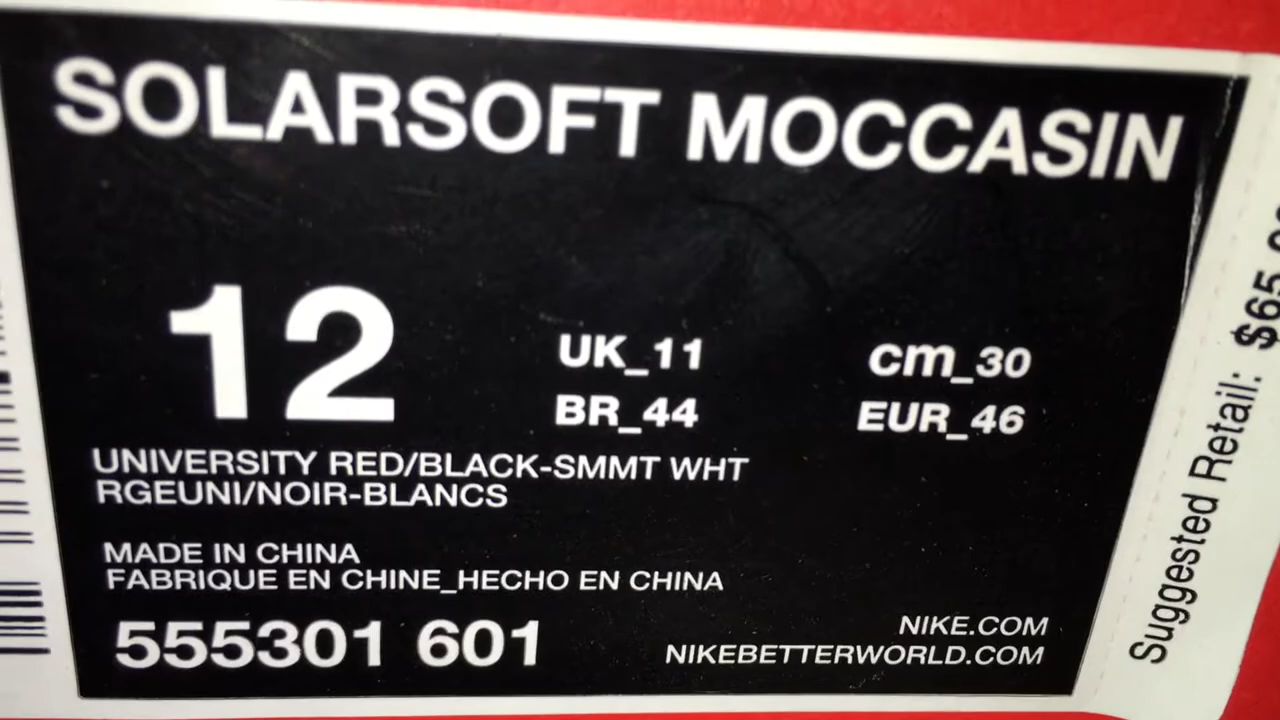 SOLARSOFT MOCCASIN
12
UK_11
cm_30
BR_44
EUR_46
UNIVERSITY RED/BLACK-SMMT WHT
RGEUNI/NOIR-BLANCS
MADE IN CHINA
FABRIQUE EN CHINE_HECHO EN CHINA
555301 601
NIKE.COM
NIKEBETTERWORLD.COM
Suggested Retail: